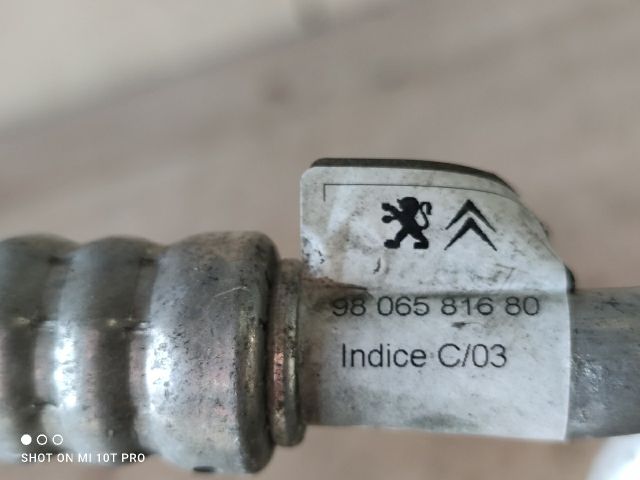 98 065 816 80
Indice C/03
SHOT ON MI 10T PRO